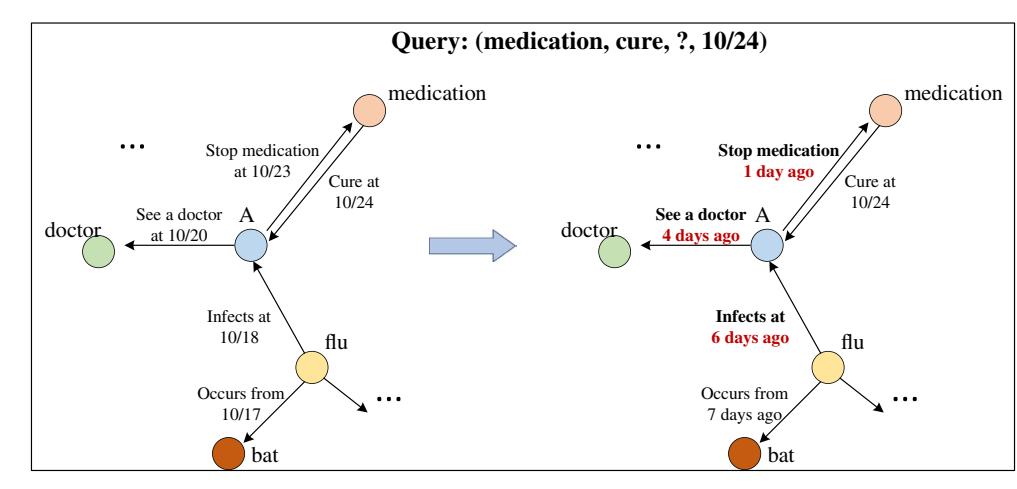 Query: (medication, cure, ?, 10/24)
medication
...
Stop medication
at 10/23
Cure at
10/24
See a doctor
at 10/20
A
doctor
Infects at
10/18
flu
Occurs from
10/17
...
bat
medication
...
Stop medication
1 day ago
Cure at
10/24
See a doctor
4 days ago
A
doctor
Infects at
6 days ago
flu
Occurs from
7 days ago
...
bat